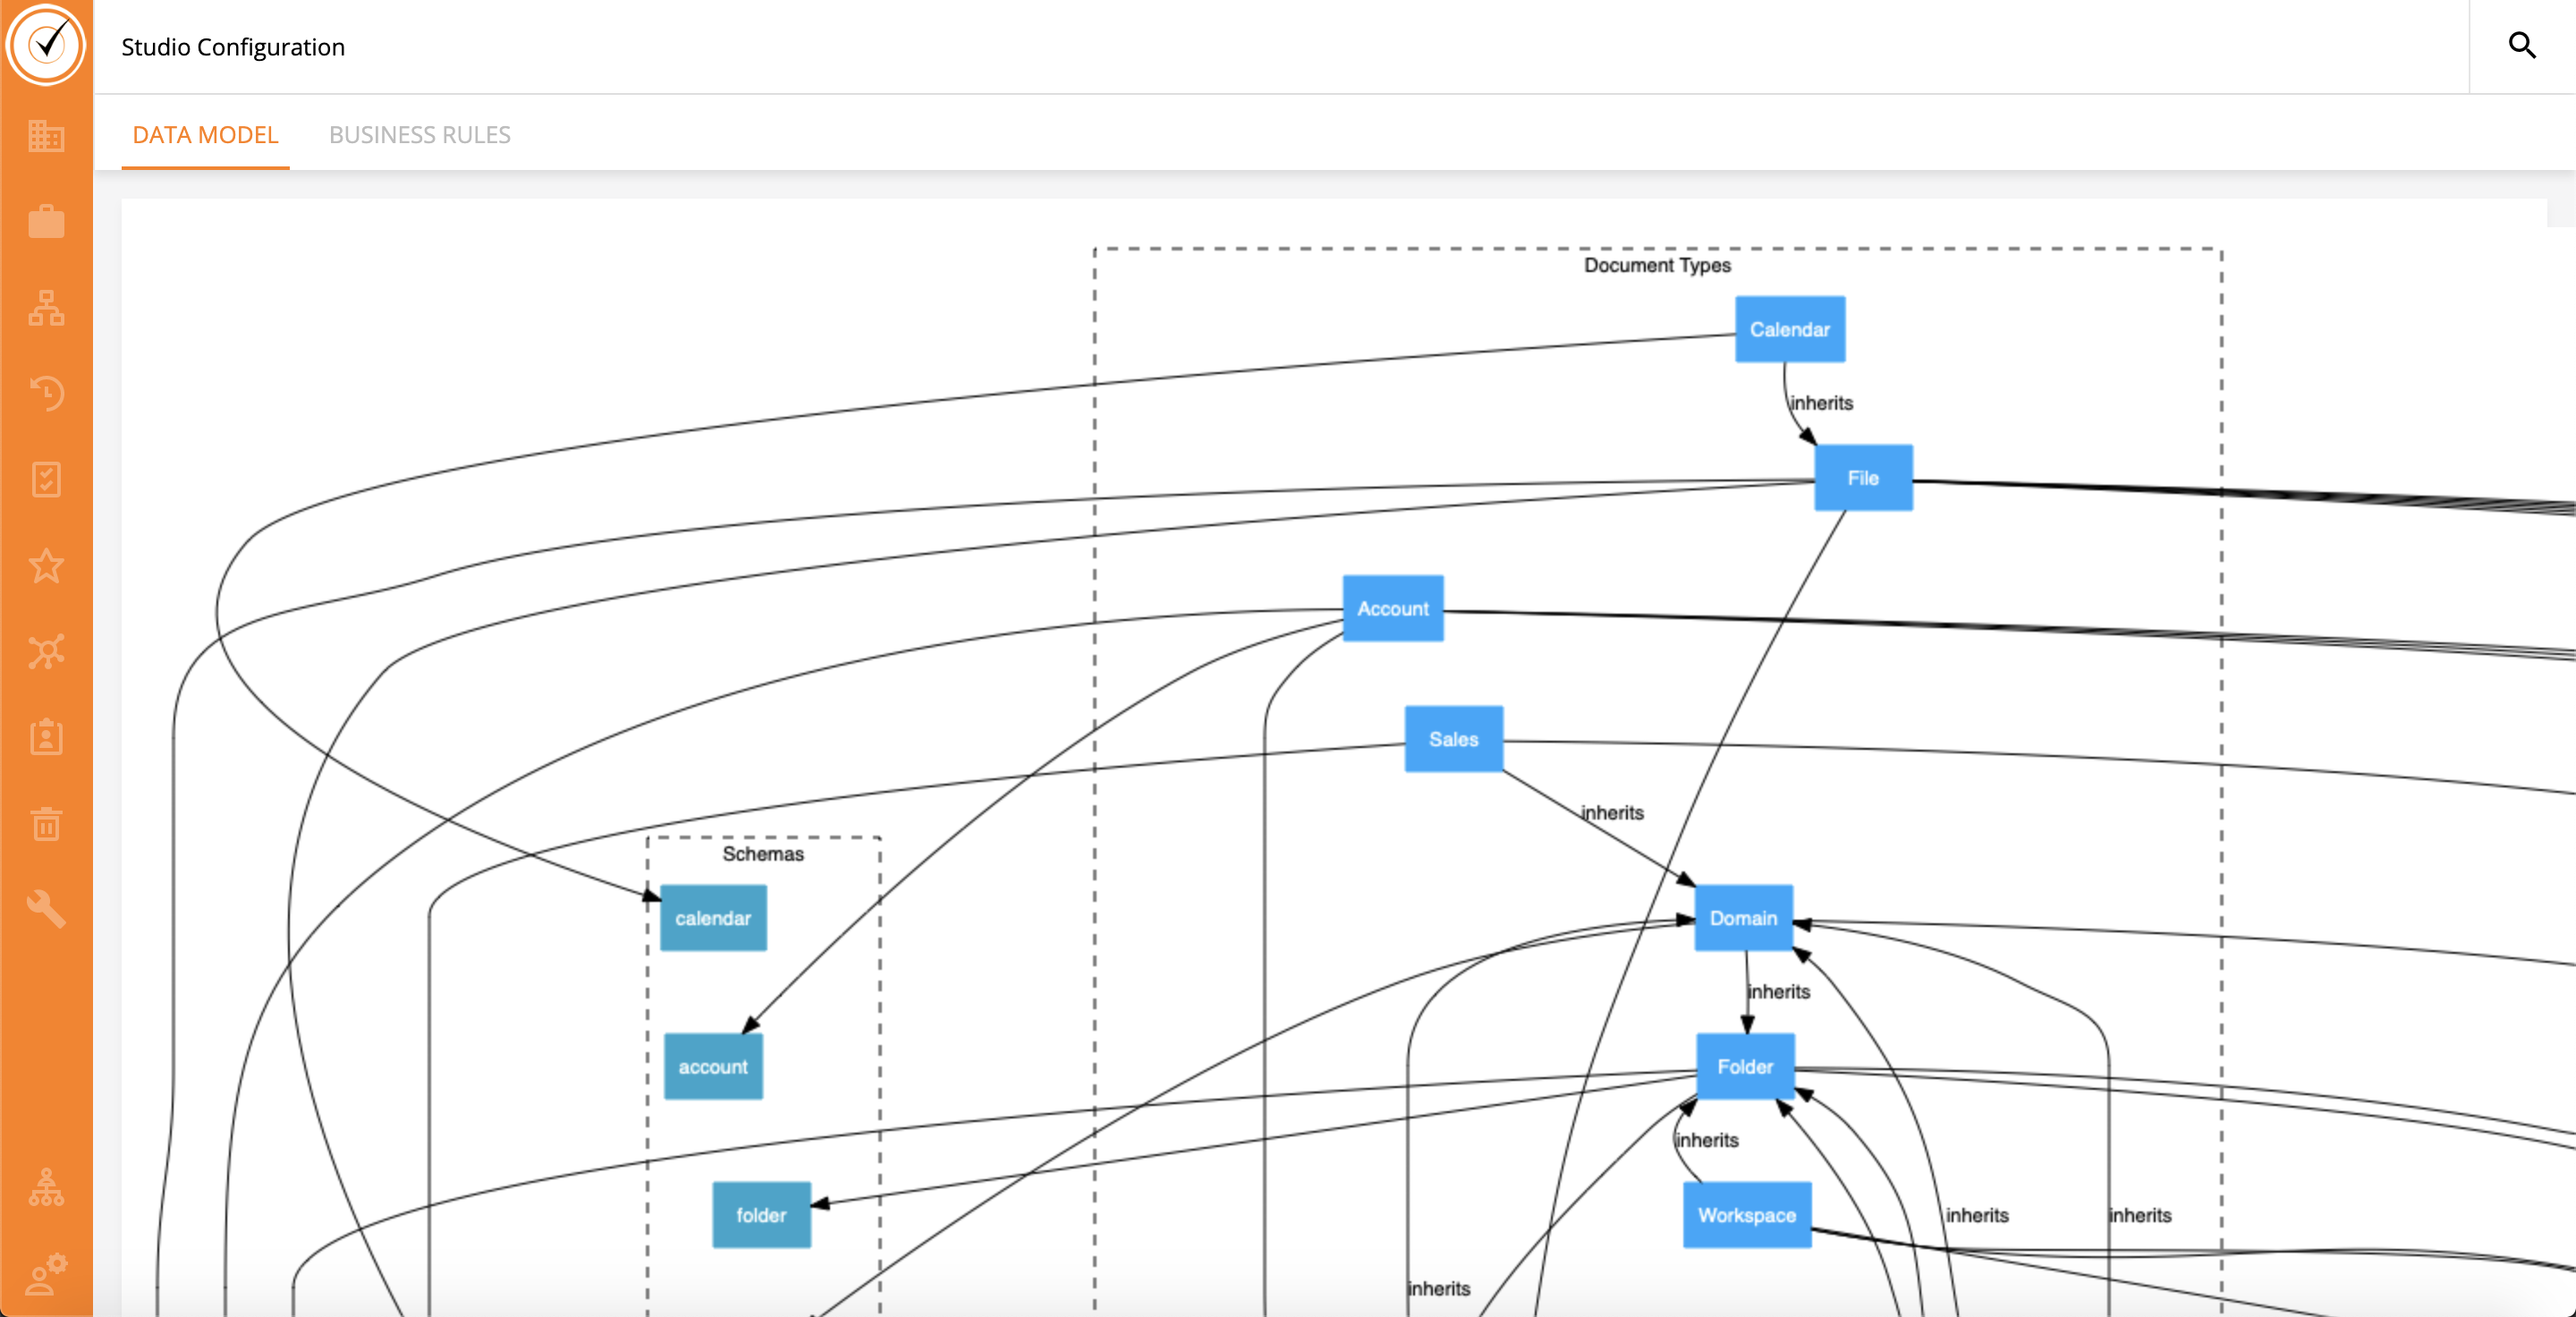 Studio Configuration
DATA MODEL
BUSINESS RULES
Document Types
Calendar
inherits
File
Account
Sales
inherits
Schemas
calendar
Domain
inherits
account
Folder
inherits
folder
Workspace
inherits
inherits
inherits